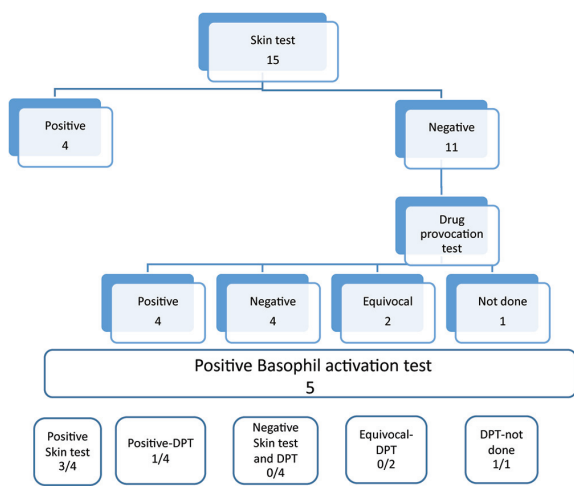 Skin test
15
Positive
4
Negative
11
Drug
provocation
test
Positive
4
Negative
4
Equivocal
2
Not done
1
Positive Basophil activation test
5
Positive
Skin test
3/4
Positive-DPT
1/4
Negative
Skin test
and DPT
0/4
Equivocal-
DPT
0/2
DPT-not
done
1/1